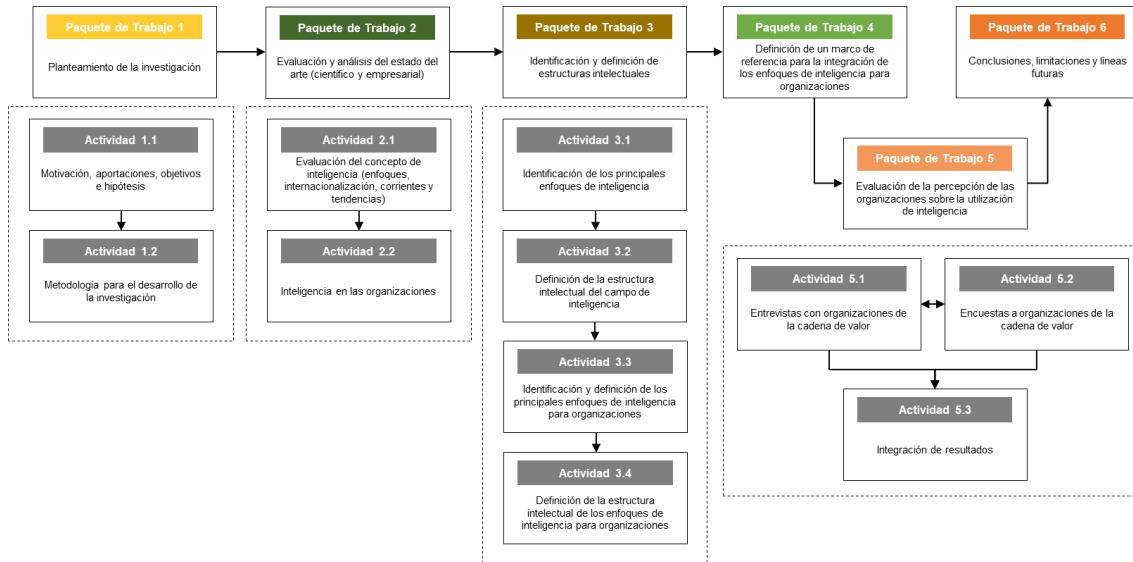 Paquete de Trabajo 1
Planteamiento de la investigación
Paquete de Trabajo 2
Evaluación y análisis del estado del
arte (científico y empresarial)
Paquete de Trabajo 3
Identificación y definición de
estructuras intelectuales
Paquete de Trabajo 4
Definición de un marco de
referencia para la integración de
los enfoques de inteligencia para
organizaciones
Paquete de Trabajo 6
Conclusiones, limitaciones y líneas
futuras
Actividad 1.1
Motivación, aportaciones, objetivos
e hipótesis
Actividad 1.2
Metodología para el desarrollo de
la investigación
Actividad 2.1
Evaluación del concepto de
inteligencia (enfoques,
internacionalización, corrientes y
tendencias)
Actividad 2.2
Inteligencia en las organizaciones
Actividad 3.1
Identificación de los principales
enfoques de inteligencia
Actividad 3.2
Definición de la estructura
intelectual del campo de
inteligencia
Actividad 3.3
Identificación y definición de los
principales enfoques de inteligencia
para organizaciones
Actividad 3.4
Definición de la estructura
intelectual de los enfoques de
inteligencia para organizaciones
Paquete de Trabajo 5
Evaluación de la percepción de las
organizaciones sobre la utilización
de inteligencia
Actividad 5.1
Entrevistas con organizaciones de
la cadena de valor
Actividad 5.2
Encuestas a organizaciones de la
cadena de valor
Actividad 5.3
Integración de resultados